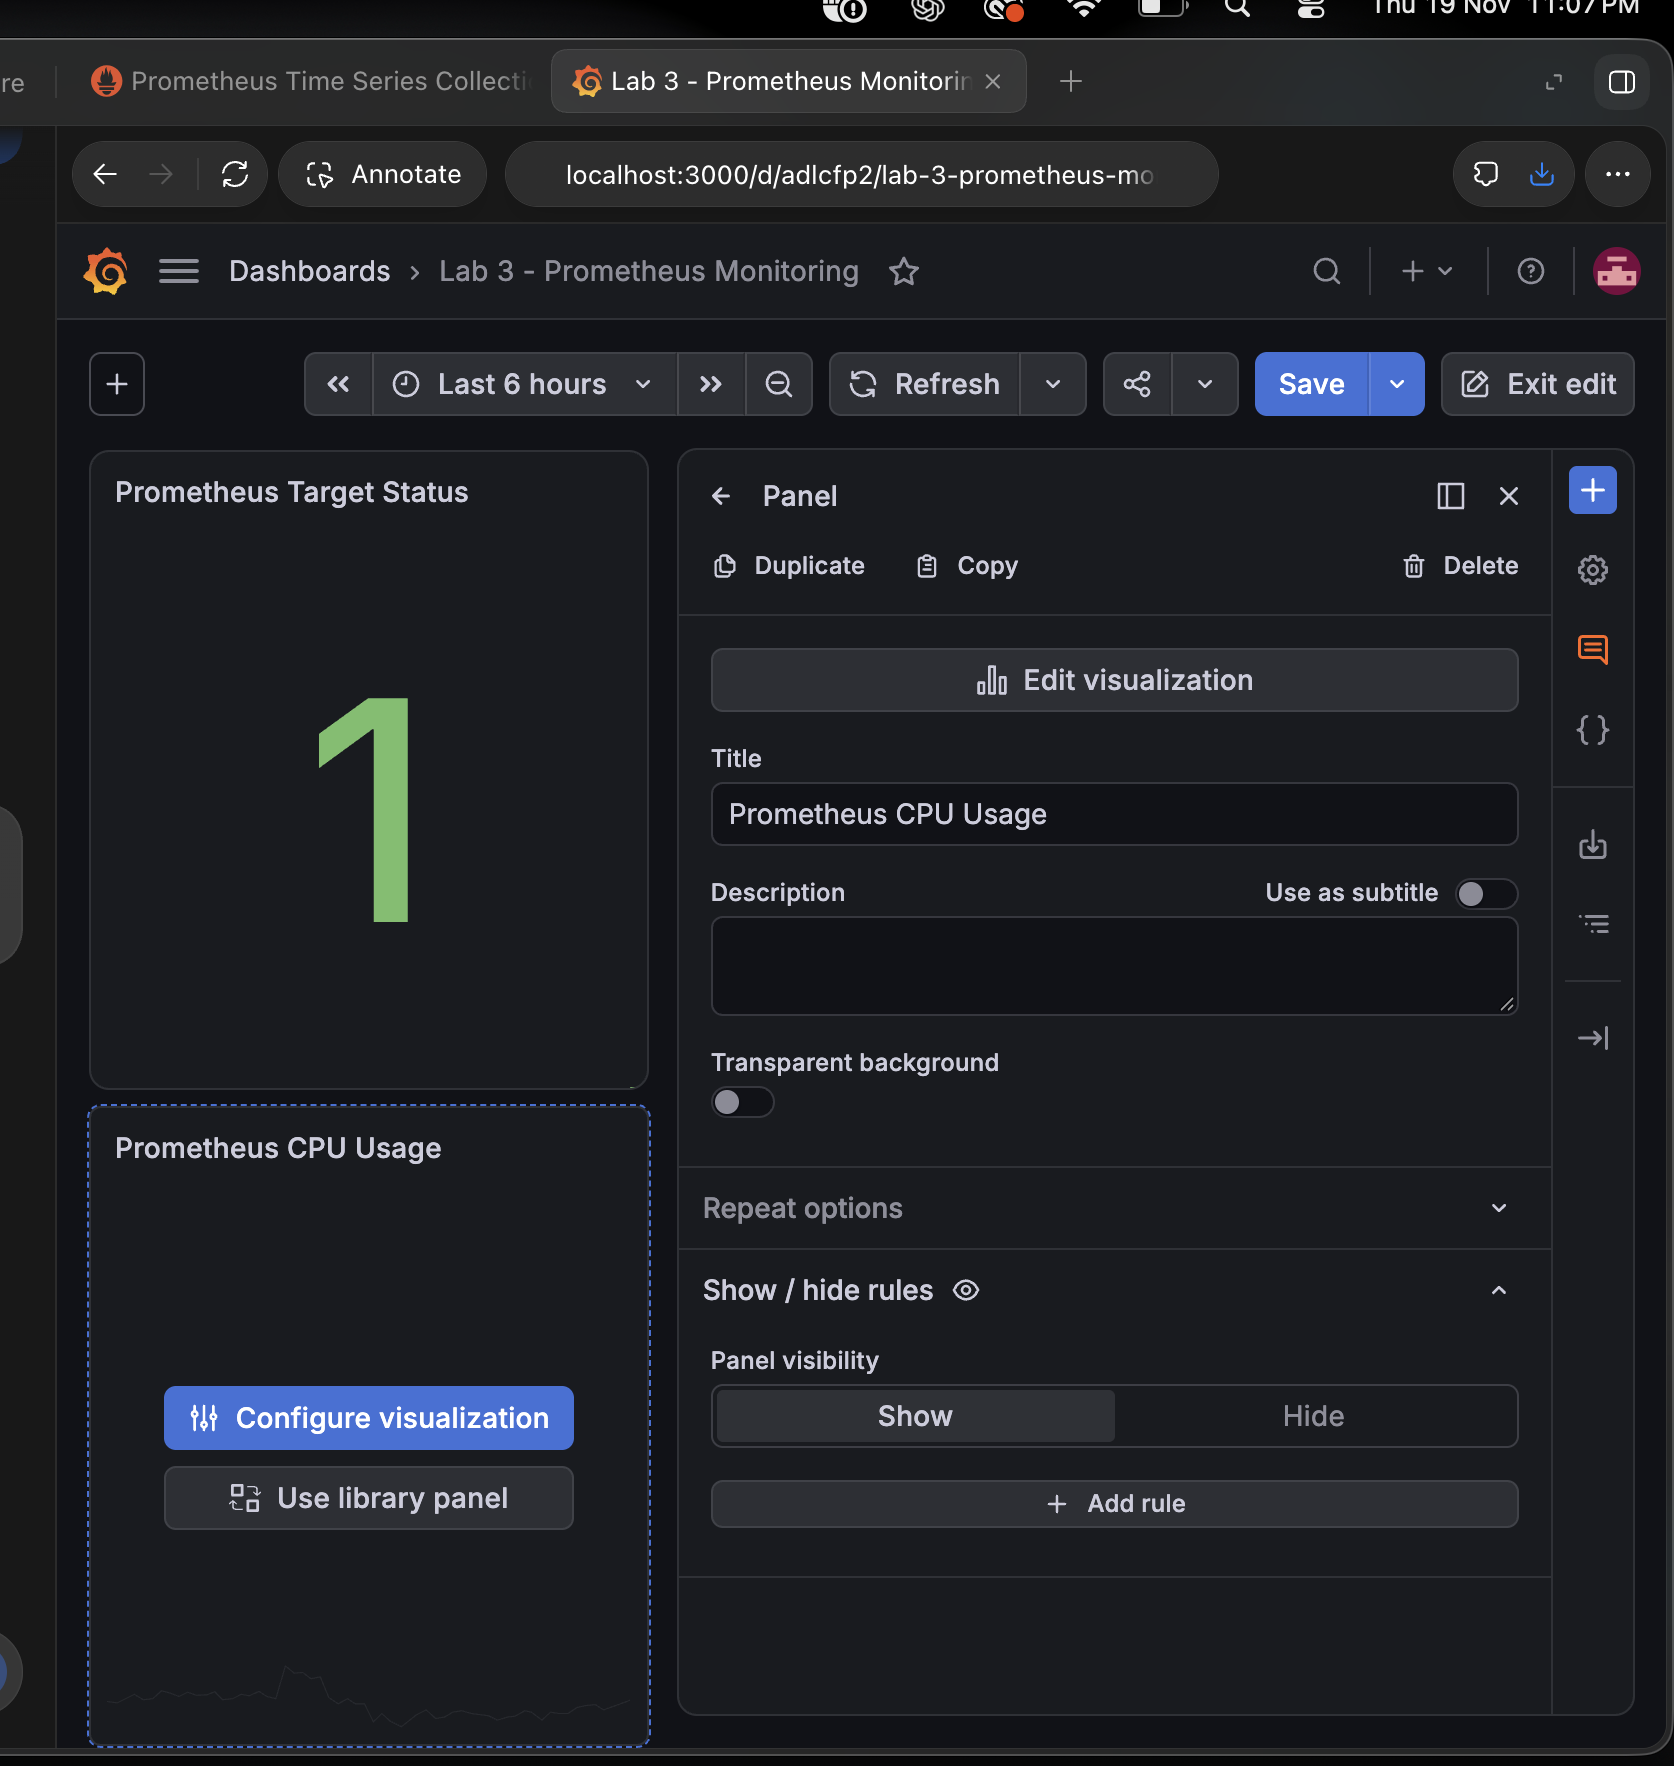 Thu 19 Nov 11:07 PM
re
Prometheus Time Series Collecti
Lab 3 - Prometheus Monitorin
Annotate
localhost:3000/d/adlcfp2/lab-3-prometheus-mo
Dashboards › Lab 3 - Prometheus Monitoring
Last 6 hours
Refresh
Save
Exit edit
Prometheus Target Status
1
Panel
Duplicate
Copy
Delete
Edit visualization
Title
Prometheus CPU Usage
Description
Use as subtitle
Transparent background
Prometheus CPU Usage
Configure visualization
Use library panel
Repeat options
Show / hide rules
Panel visibility
Show
Hide
Add rule